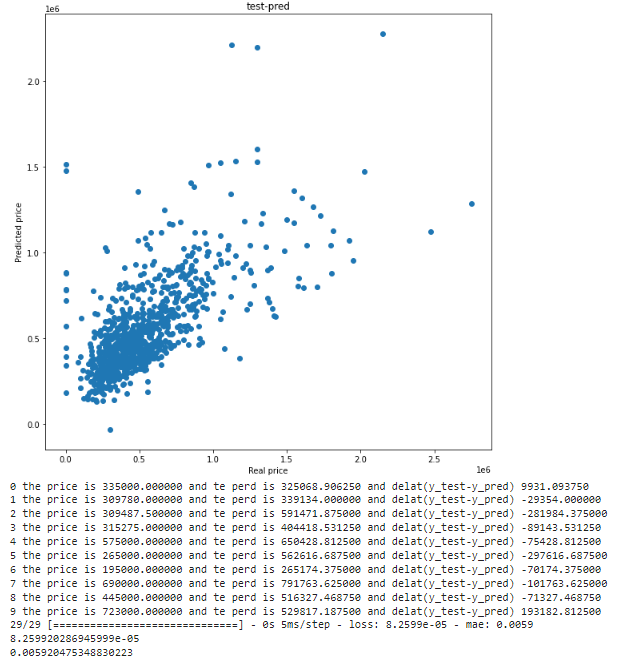 test-pred
1e6
2.0
1.5
1.0
0.5
0.0
Predicted price
0.0 0.5 1.0 1.5 2.0 2.5
Real price
1e6
0 the price is 335000.000000 and te perd is 325068.906250 and delat(y_test-y_pred) 9931.093750
1 the price is 309780.000000 and te perd is 339134.000000 and delat(y_test-y_pred) -29354.000000
2 the price is 309487.500000 and te perd is 591471.875000 and delat(y_test-y_pred) -281984.375000
3 the price is 315275.000000 and te perd is 404418.531250 and delat(y_test-y_pred) -89143.531250
4 the price is 575000.000000 and te perd is 650428.812500 and delat(y_test-y_pred) -75428.812500
5 the price is 265000.000000 and te perd is 562616.687500 and delat(y_test-y_pred) -297616.687500
6 the price is 195000.000000 and te perd is 265174.375000 and delat(y_test-y_pred) -70174.375000
7 the price is 690000.000000 and te perd is 791763.625000 and delat(y_test-y_pred) -101763.625000
8 the price is 445000.000000 and te perd is 516327.468750 and delat(y_test-y_pred) -71327.468750
9 the price is 723000.000000 and te perd is 529817.187500 and delat(y_test-y_pred) 193182.812500
29/29 [==============================] - 0s 5ms/step - loss: 8.2599e-05 - mae: 0.0059
8.259920286945999e-05
0.005920475348830223